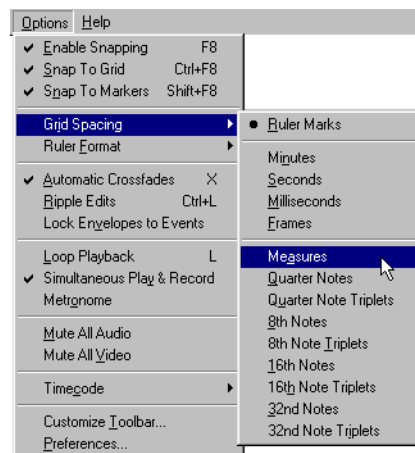 Options Help
Enable Snapping F8
Snap To Grid Ctrl+F8
Snap To Markers Shift+F8
Grid Spacing
Ruler Format
Automatic Crossfades X
Ripple Edits Ctrl+L
Lock Envelopes to Events
Loop Playback L
Simultaneous Play & Record
Metronome
Mute All Audio
Mute All Video
Timecode
Customize Toolbar...
Preferences...
Ruler Marks
Minutes
Seconds
Milliseconds
Frames
Measures
Quarter Notes
Quarter Note Triplets
8th Notes
8th Note Triplets
16th Notes
16th Note Triplets
32nd Notes
32nd Note Triplets